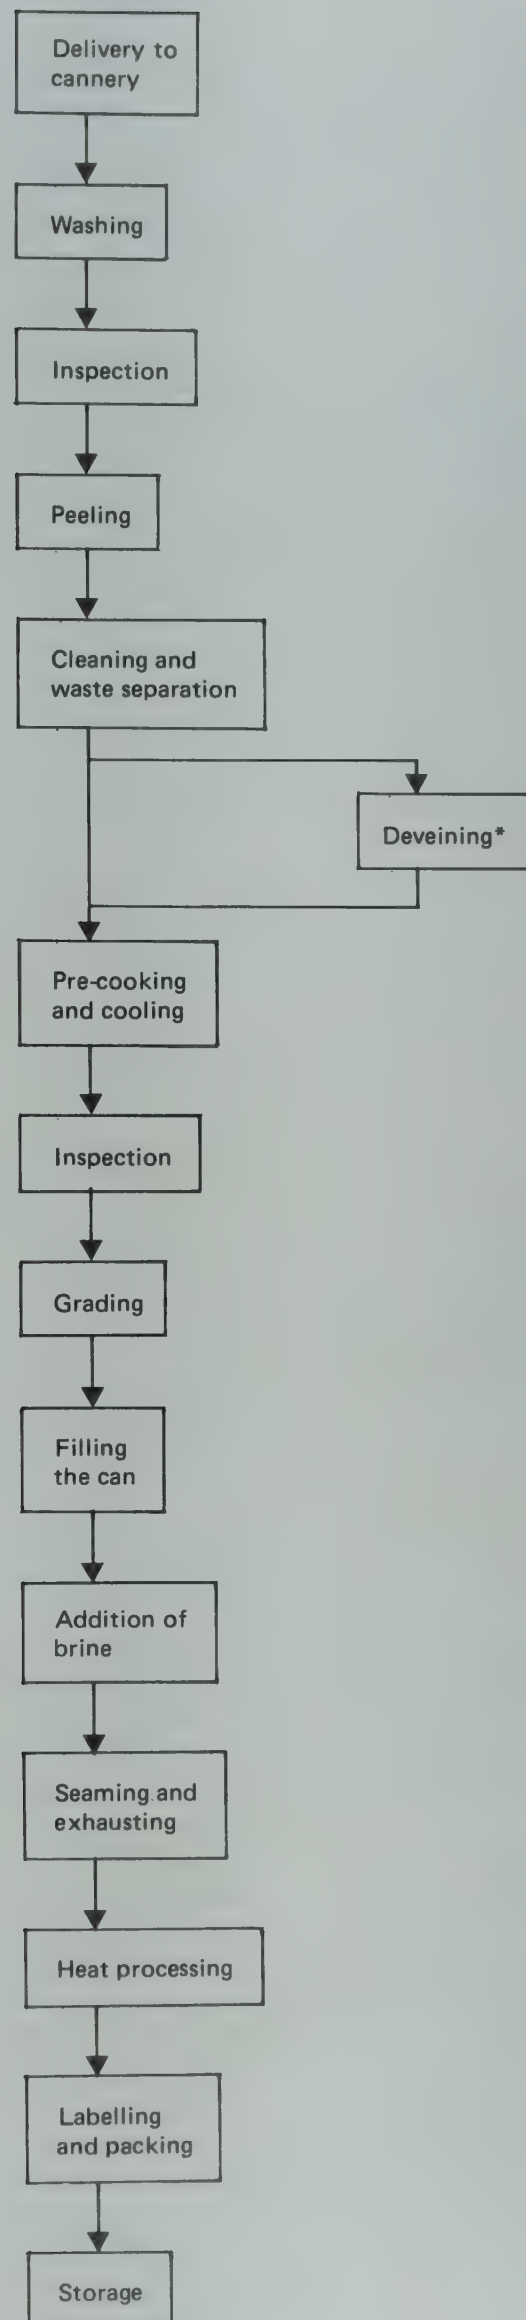 Delivery to
cannery
Washing
Inspection
Peeling
Cleaning and
waste separation
Deveining*
Pre-cooking
and cooling
Inspection
Grading
Filling
the can
Addition of
brine
Seaming and
exhausting
Heat processing
Labelling
and packing
Storage